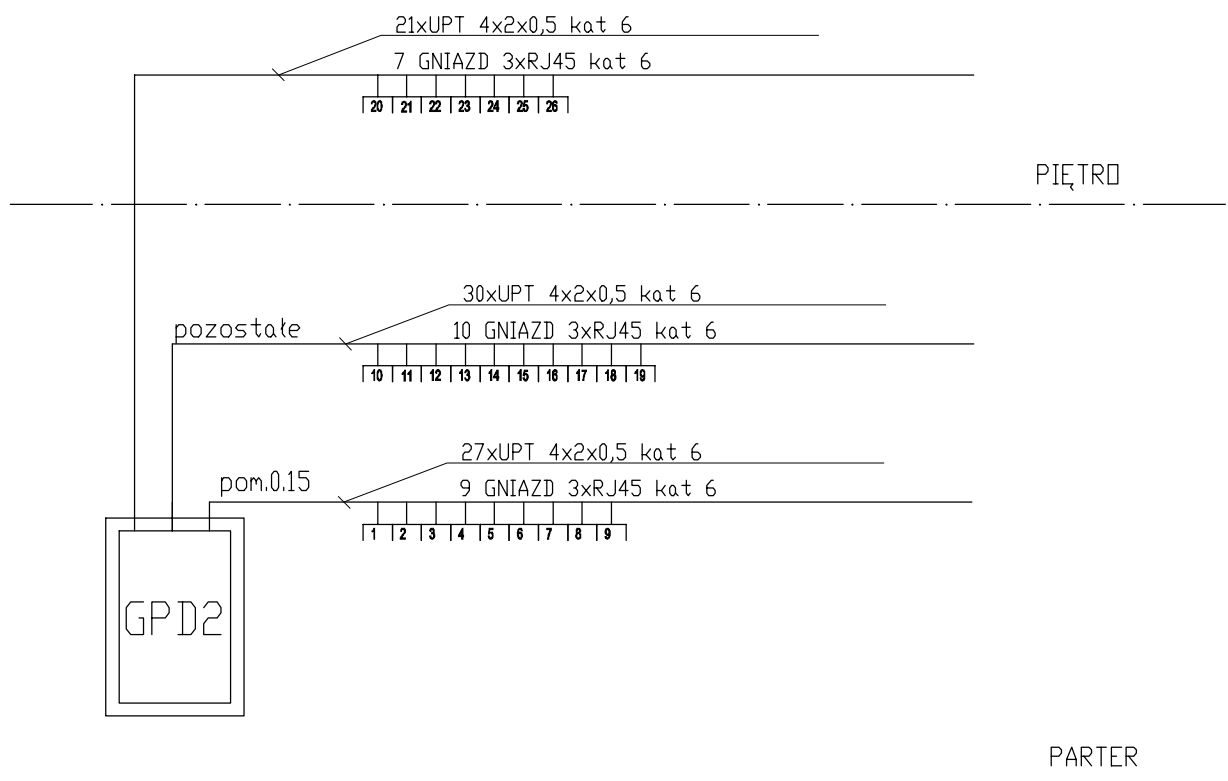 21xUPT 4x2x0,5 kat 6
7 GNIAZD 3xRJ45 kat 6
20 21 22 23 24 25 26
PIĘTRO
30xUPT 4x2x0,5 kat 6
pozostałe
10 GNIAZD 3xRJ45 kat 6
10 11 12 13 14 15 16 17 18 19
27xUPT 4x2x0,5 kat 6
pom.0.15
9 GNIAZD 3xRJ45 kat 6
1 2 3 4 5 6 7 8 9
GPD2
PARTER